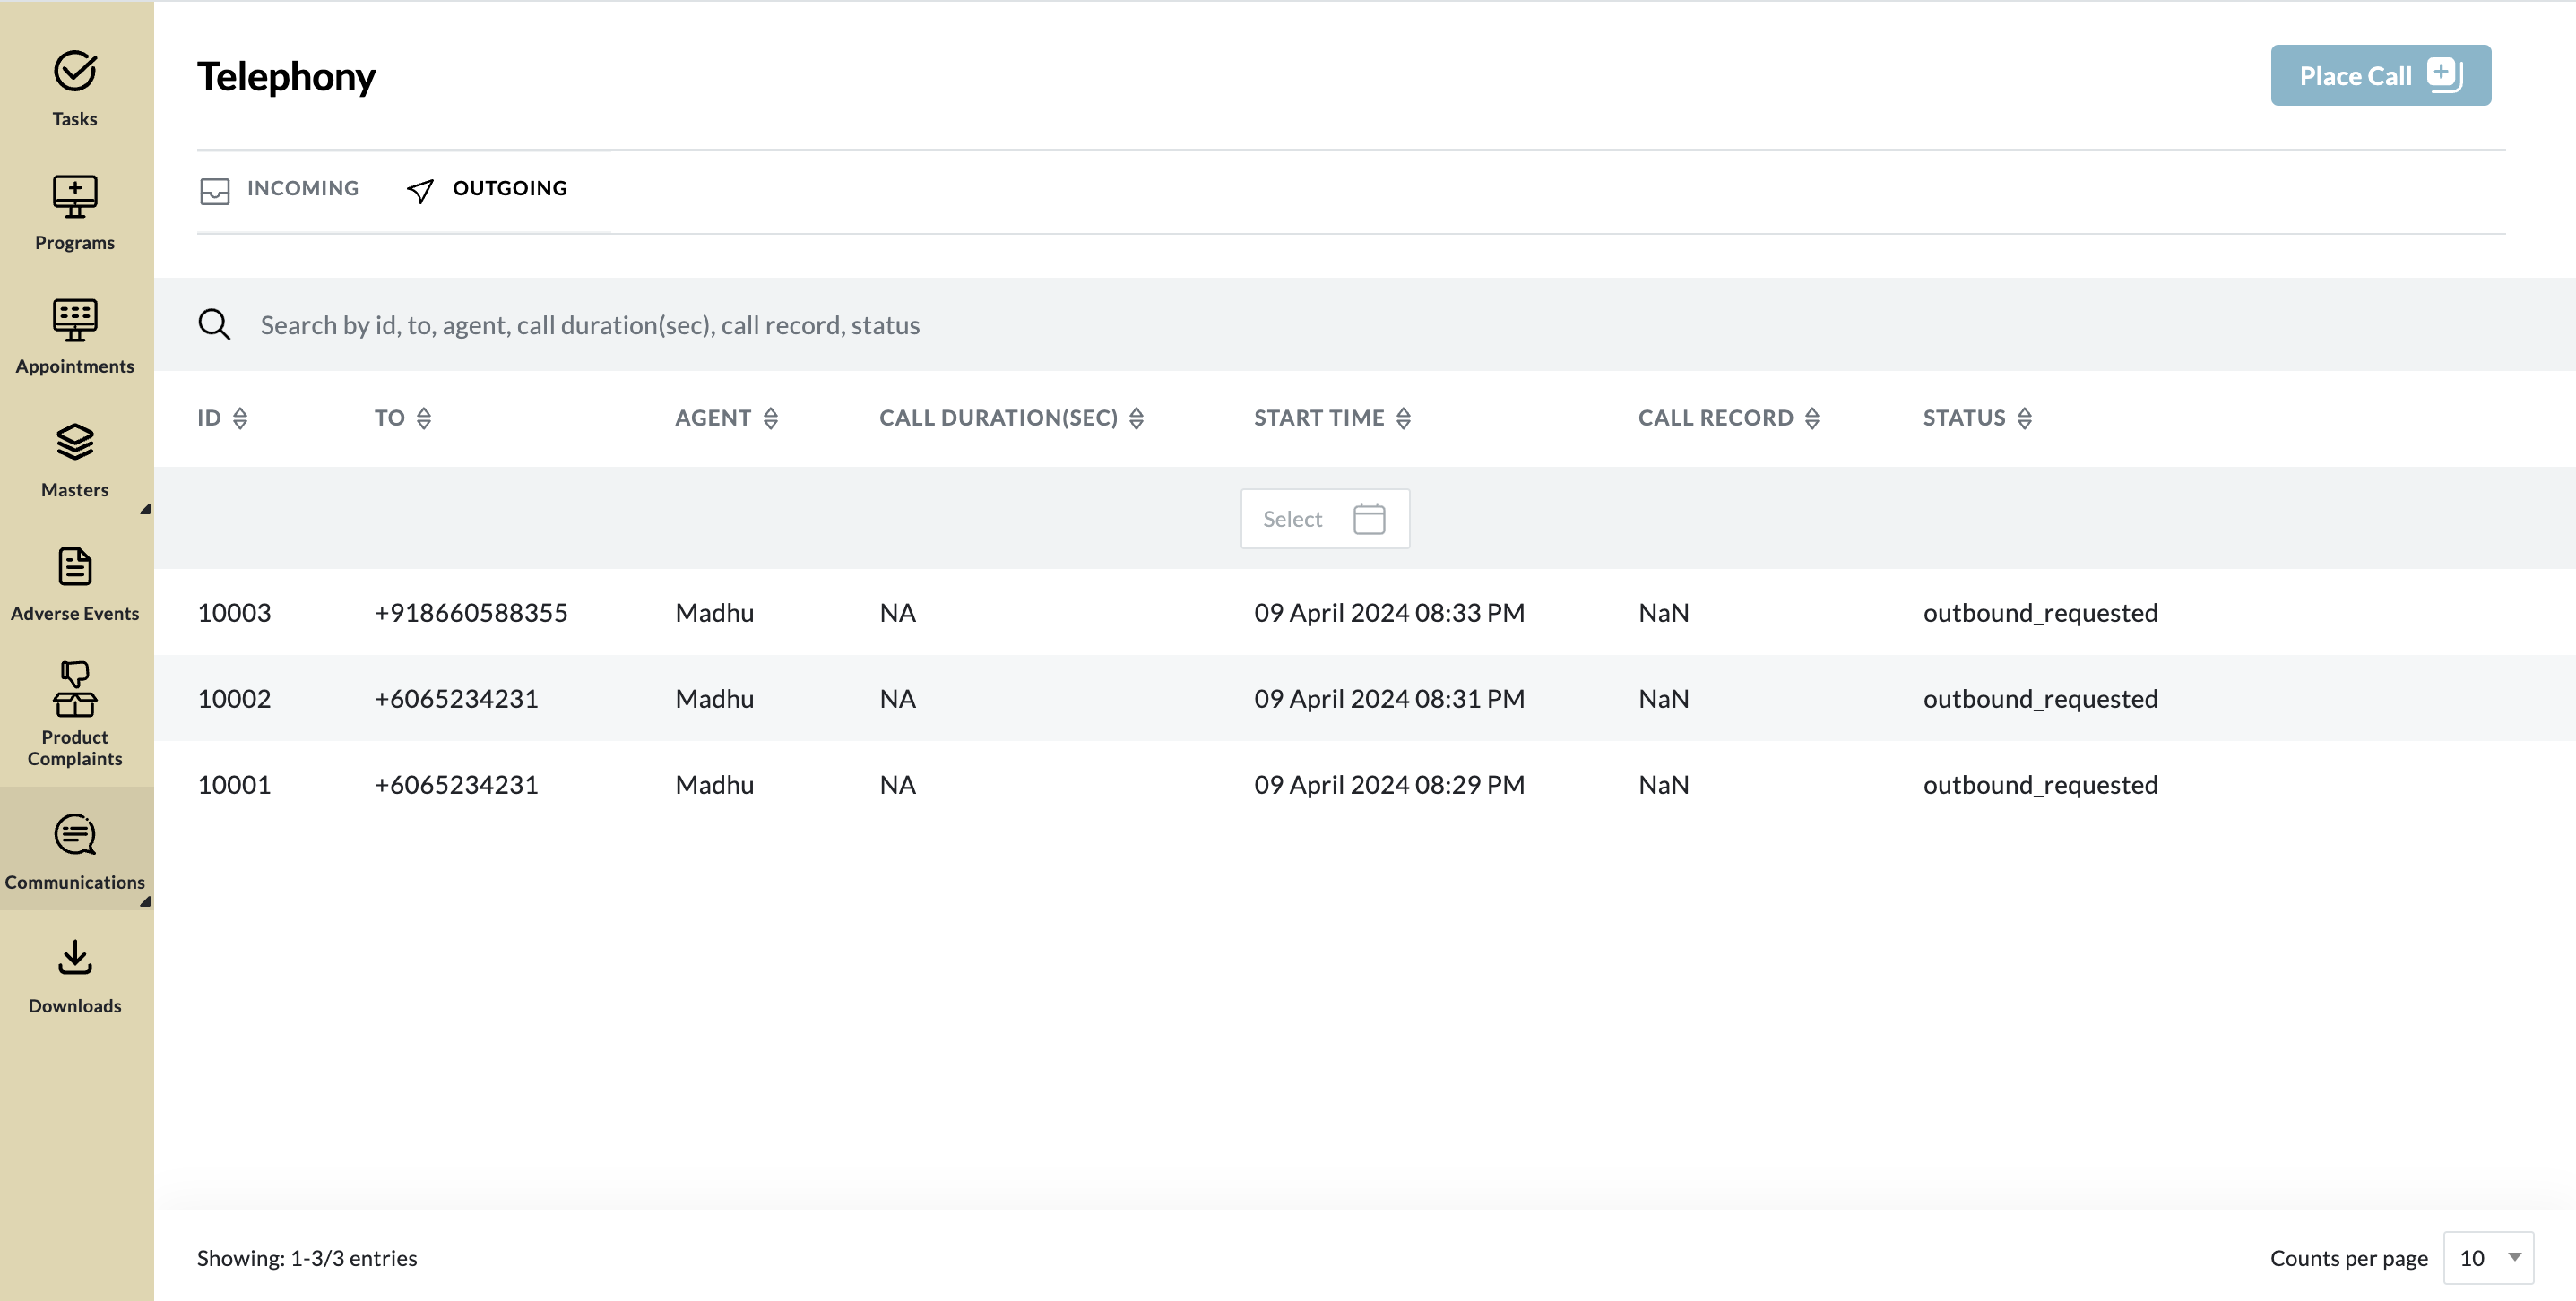 Tasks
Programs
Appointments
Masters
Adverse Events
Product
Complaints
Communications
Downloads
Telephony
Place Call
INCOMING OUTGOING
Search by id, to, agent, call duration(sec), call record, status
ID TO AGENT CALL DURATION(SEC) START TIME CALL RECORD STATUS
Select
10003 +918660588355 Madhu NA 09 April 2024 08:33 PM NaN outbound_requested
10002 +6065234231 Madhu NA 09 April 2024 08:31 PM NaN outbound_requested
10001 +6065234231 Madhu NA 09 April 2024 08:29 PM NaN outbound_requested
Showing: 1-3/3 entries Counts per page 10